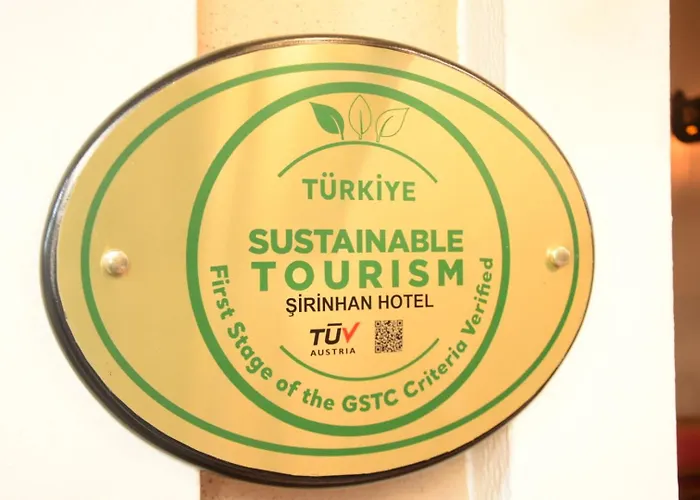 TÜRKİYE
SUSTAINABLE
TOURISM
ŞİRİNHAN HOTEL
TÜV
AUSTRIA
First Stage of the GSTC Criteria Verified